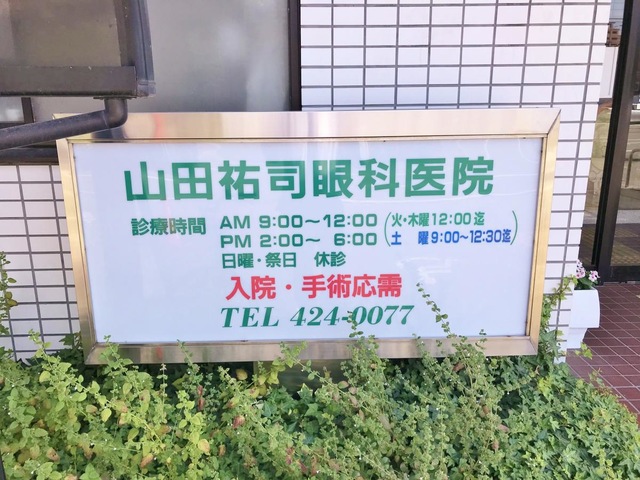 山田祐司眼科医院
診療時間 AM 9:00～12:00 (火・木曜12:00迄
PM 2:00～ 6:00 土 曜9:00～12:30迄)
日曜・祭日 休診
入院・手術応需
TEL 424-0077